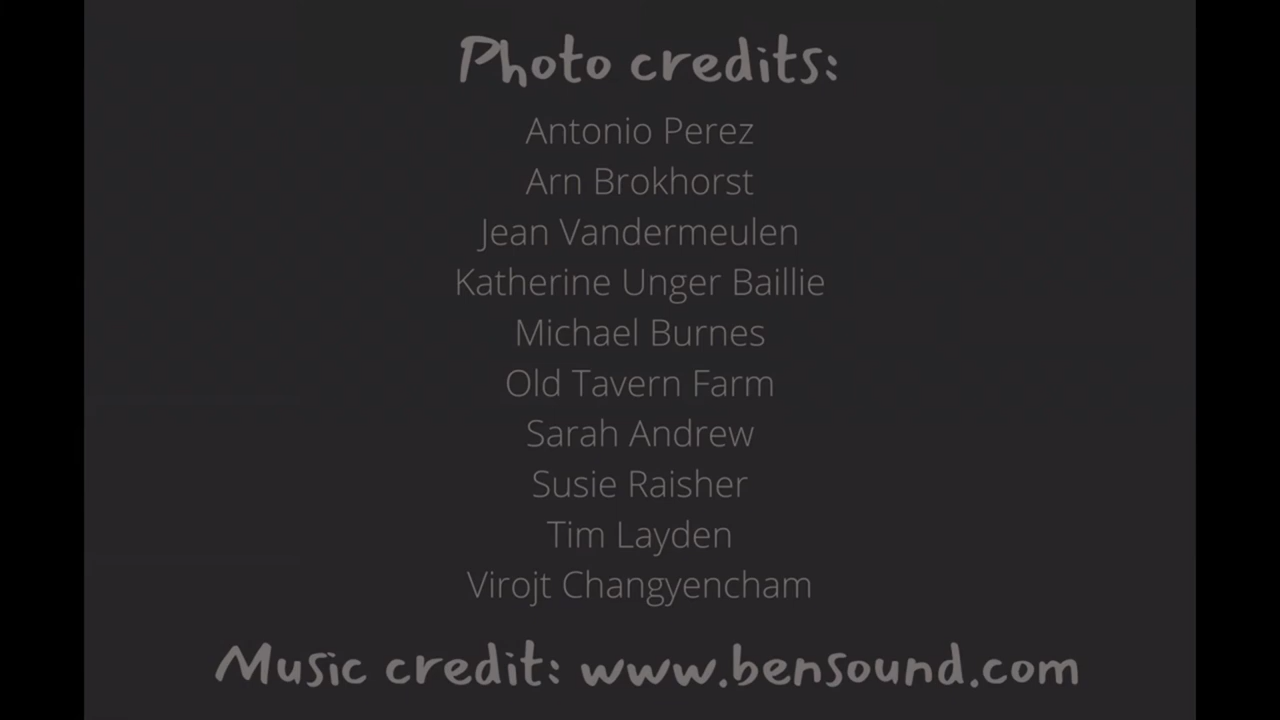 Photo credits:
Antonio Perez
Arn Brokhorst
Jean Vandermeulen
Katherine Unger Baillie
Michael Burnes
Old Tavern Farm
Sarah Andrew
Susie Raisher
Tim Layden
Virojt Changyencham
Music credit: www.bensound.com